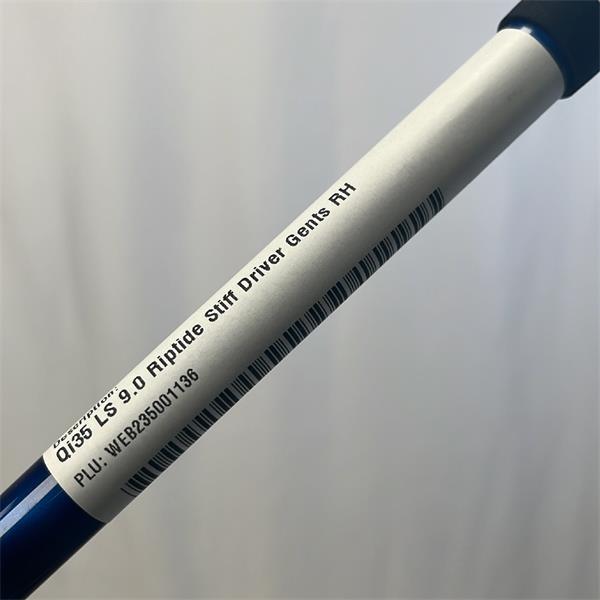 Description:
Qi35 LS 9.0 Riptide Stiff Driver Gents RH
PLU: WEB235001136